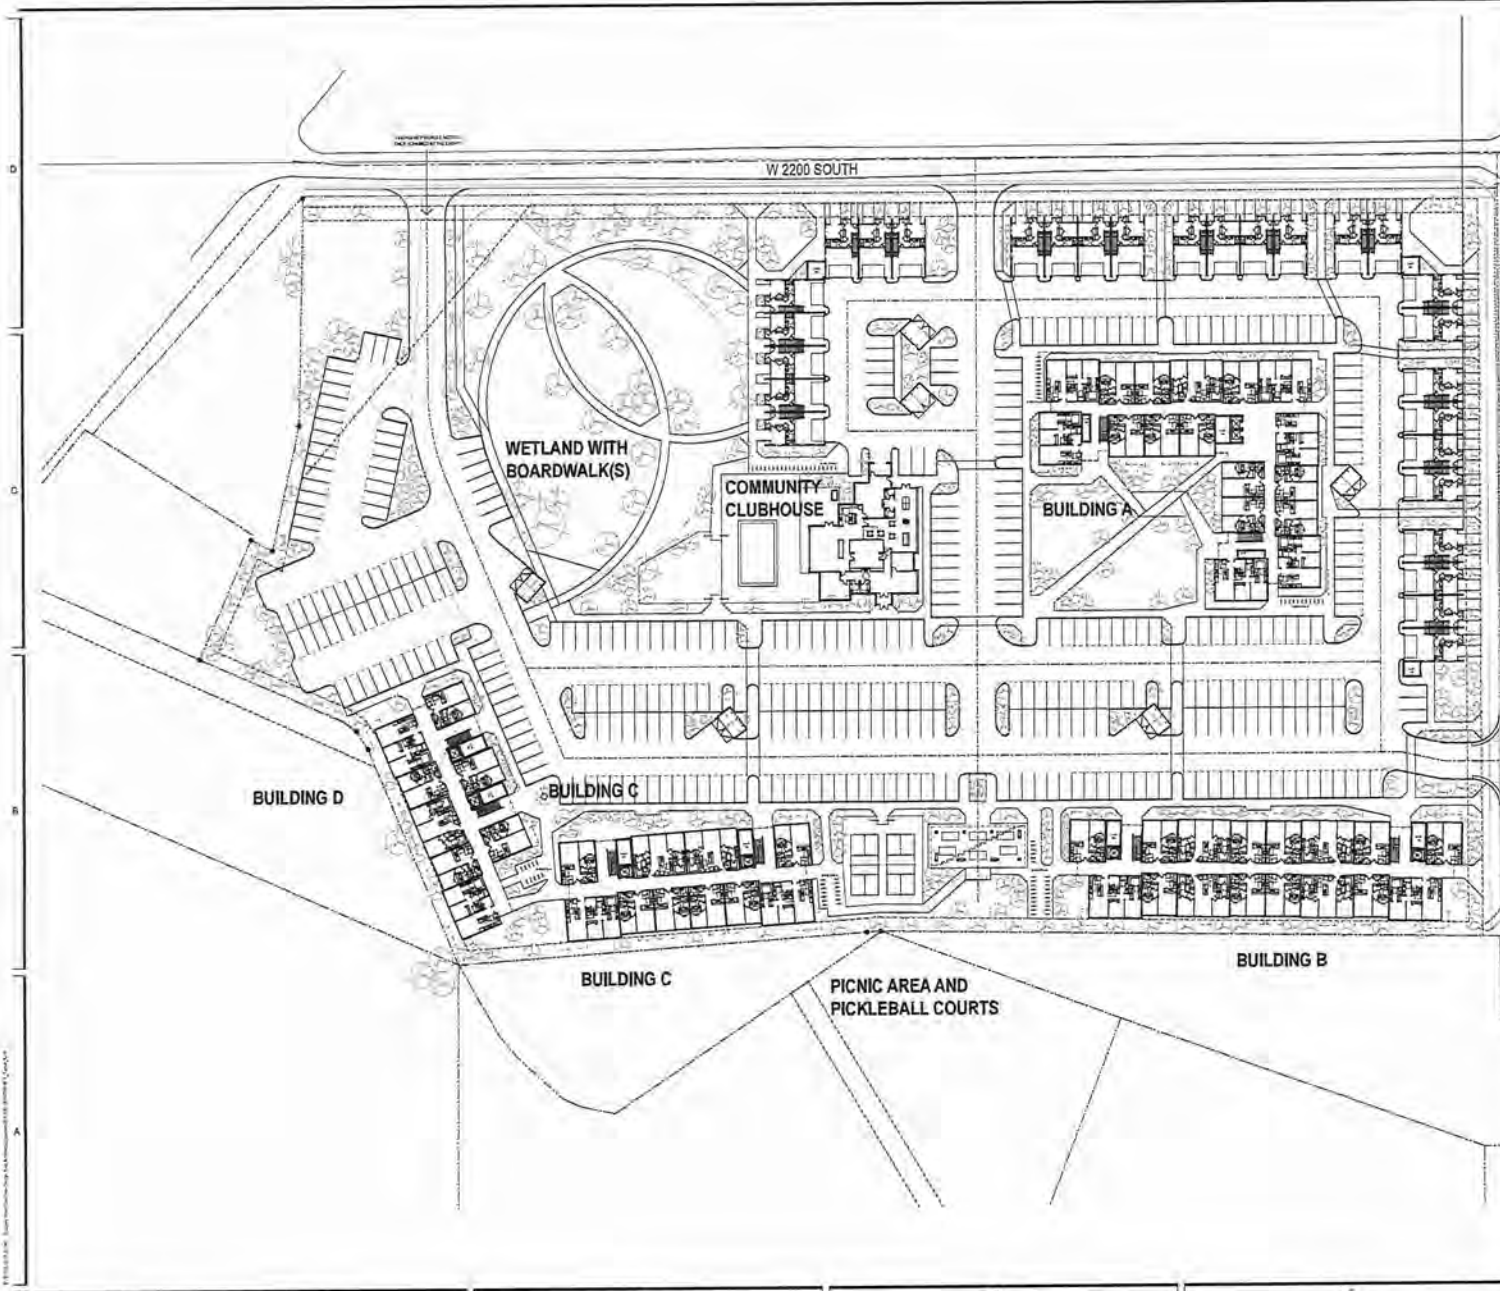 W 2200 SOUTH
D
WETLAND WITH
BOARDWALK(S)
COMMUNITY
CLUBHOUSE
BUILDING A
C
BUILDING D
BUILDING C
B
BUILDING C
PICNIC AREA AND
PICKLEBALL COURTS
BUILDING B
A